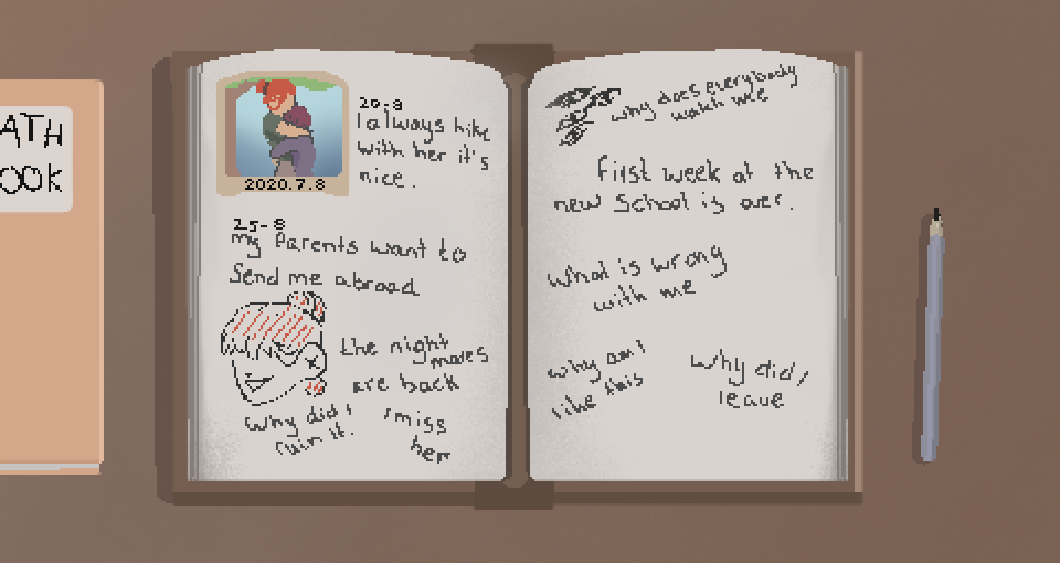 ATH
OOK
2020.7.8
20-8
I always hike
with her it's
nice.
25-8
my Parents want to
Send me abroad
the night
mares
are back
Why did I
ruin it.
I miss
her
why does everybody
watch me
First week at the
new School is over.
What is wrong
with me
why am I
like this
Why did I
leave